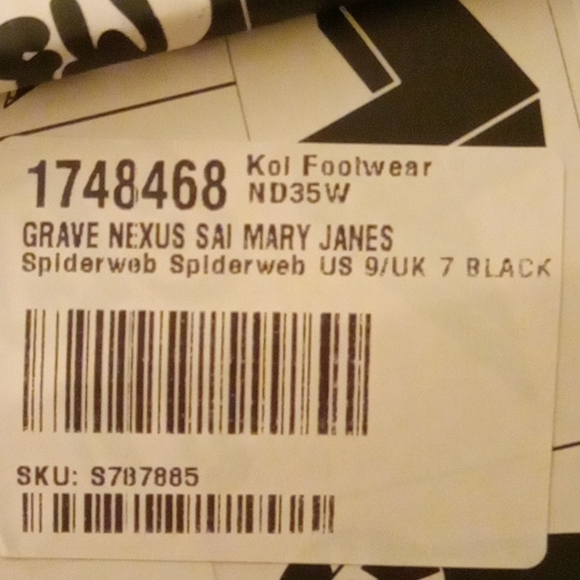 1748468
Koi Footwear
ND35W
GRAVE NEXUS SAI MARY JANES
Spiderweb Spiderweb US 9/UK 7 BLACK
SKU: S787885